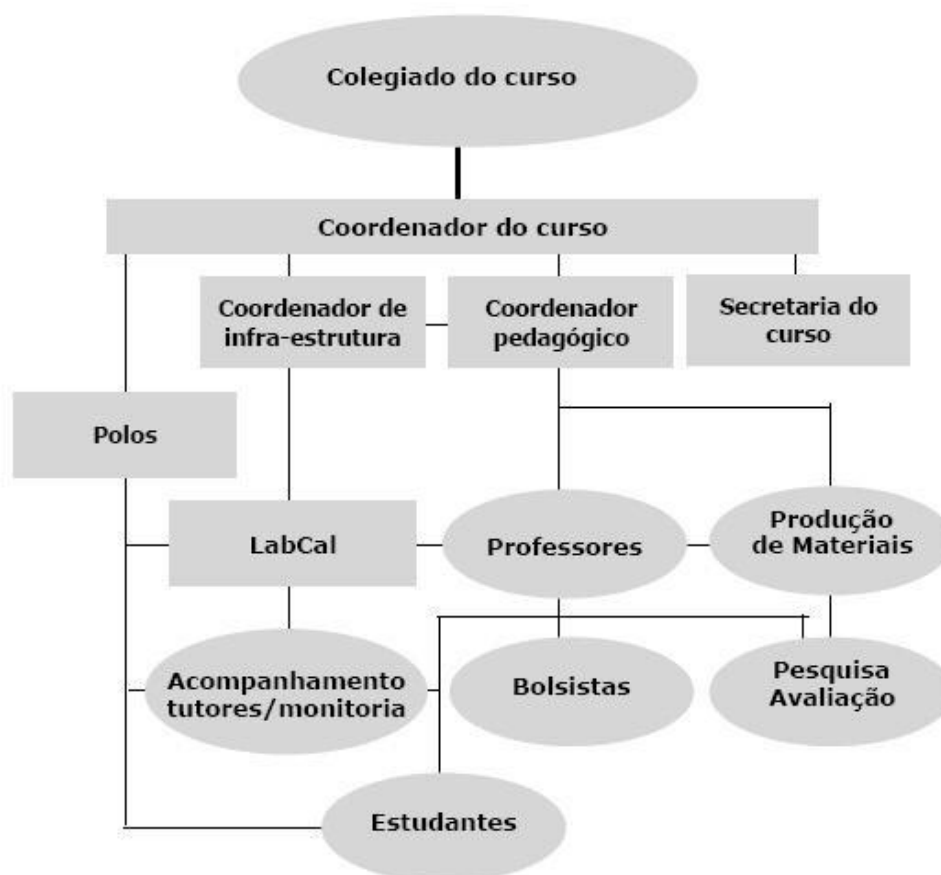 Colegiado do curso
Coordenador do curso
Coordenador de
infra-estrutura
Coordenador
pedagógico
Secretaria do
curso
Polos
LabCal
Professores
Produção
de Materiais
Acompanhamento
tutores/monitoria
Bolsistas
Pesquisa
Avaliação
Estudantes